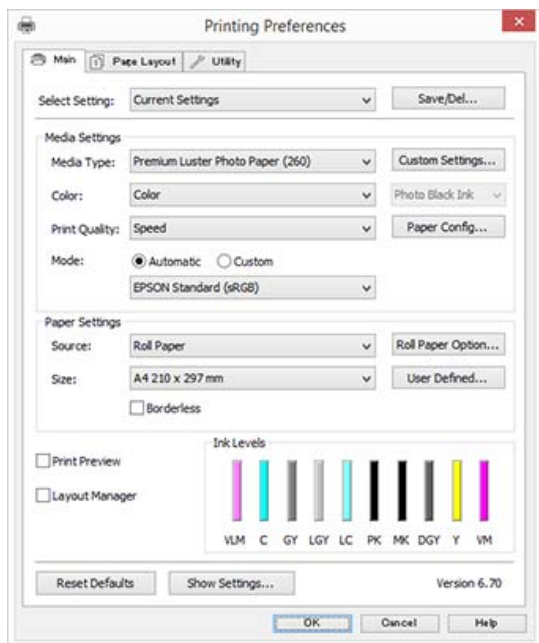 Printing Preferences
Main Page Layout Utility
Select Setting: Current Settings Save/Del...
Media Settings
Media Type: Premium Luster Photo Paper (260) Custom Settings...
Color: Color Photo Black Ink
Print Quality: Speed Paper Config...
Mode: Automatic Custom
EPSON Standard (sRGB)
Paper Settings
Source: Roll Paper Roll Paper Option...
Size: A4 210 x 297 mm User Defined...
Borderless
Ink Levels
Print Preview
Layout Manager
VLM C GY LGY LC PK MK DGY Y VM
Reset Defaults Show Settings... Version 6.70
OK Cancel Help